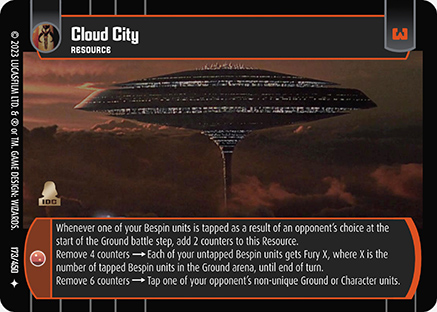 Cloud City
RESOURCE
© 2023 LUCASFILM LTD. & ® or TM. GAME DESIGN: WIZARDS.
173/450
IDC
Whenever one of your Bespin units is tapped as a result of an opponent's choice at the
start of the Ground battle step, add 2 counters to this Resource.
Remove 4 counters → Each of your untapped Bespin units gets Fury X, where X is the
number of tapped Bespin units in the Ground arena, until end of turn.
Remove 6 counters → Tap one of your opponent's non-unique Ground or Character units.